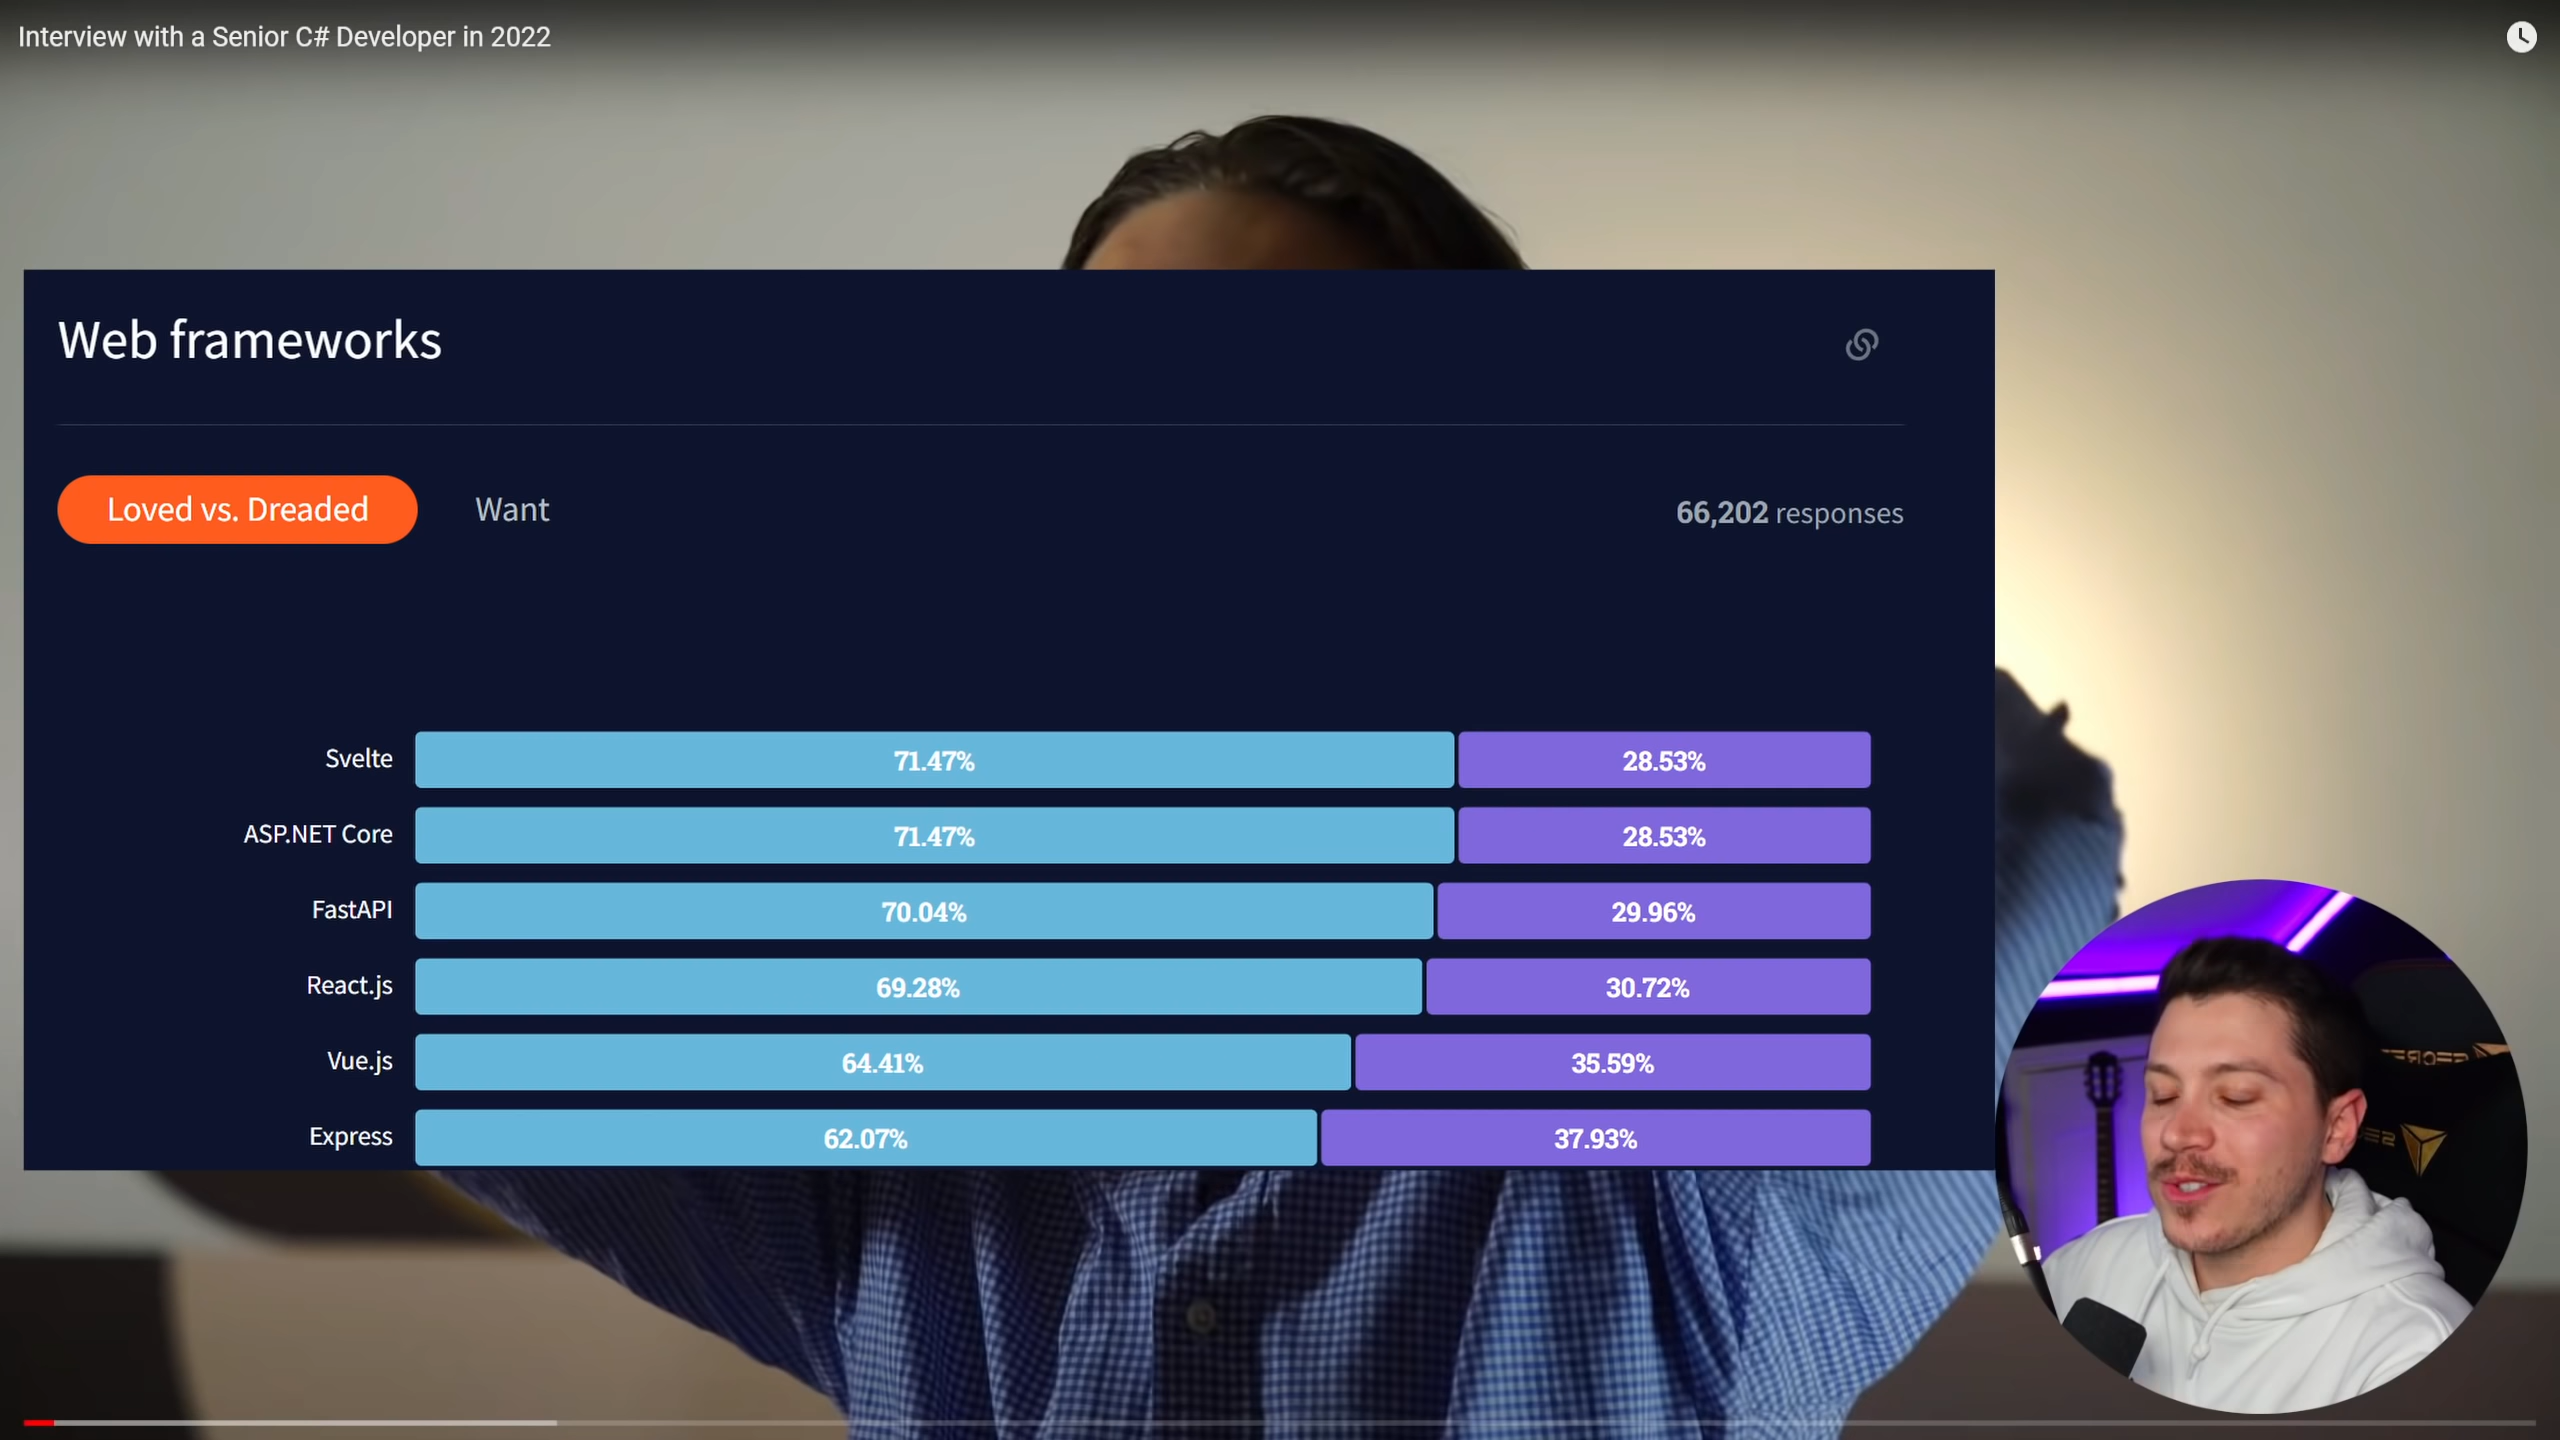 Interview with a Senior C# Developer in 2022
Web frameworks
Loved vs. Dreaded Want 66,202 responses
Svelte 71.47% 28.53%
ASP.NET Core 71.47% 28.53%
FastAPI 70.04% 29.96%
React.js 69.28% 30.72%
Vue.js 64.41% 35.59%
Express 62.07% 37.93%